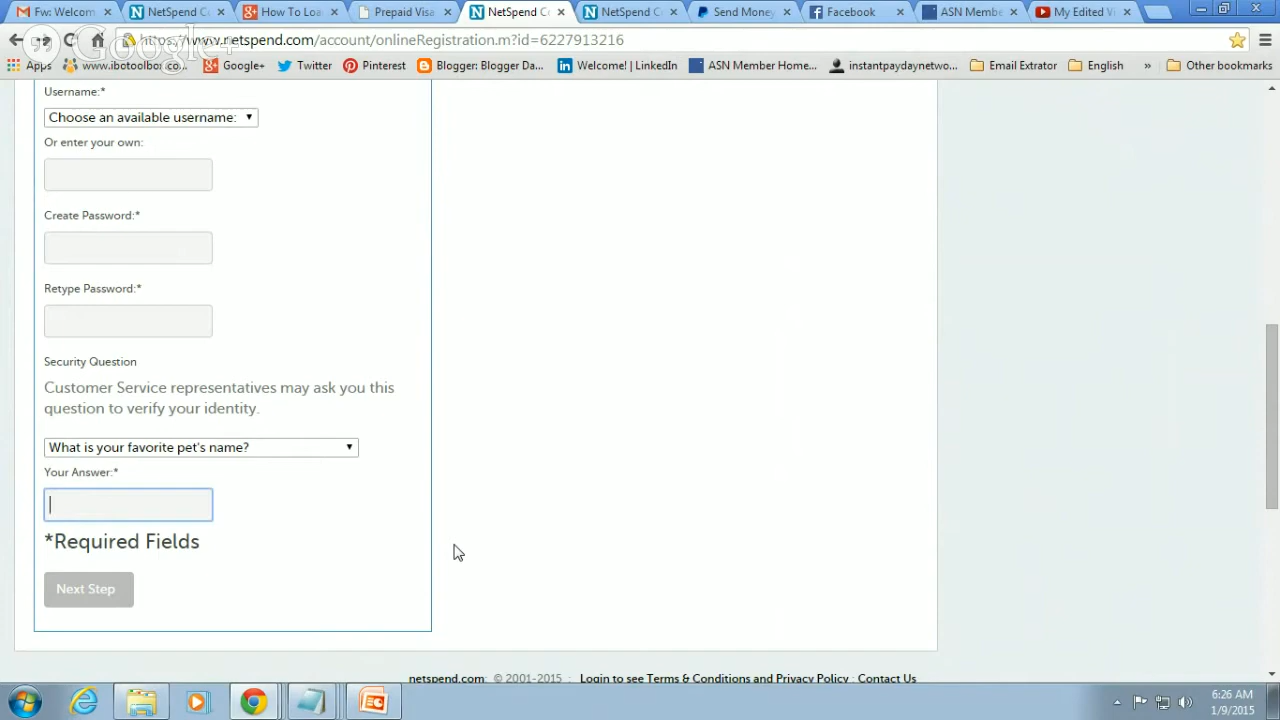 Fw: Welcom
NetSpend C
How To Loa
Prepaid Visa
NetSpend C
NetSpend C
Send Money
Facebook
ASN Membe
My Edited Vi
Google+
https://www.netspend.com/account/onlineRegistration.m?id=6227913216
Apps
www.ibotoolbar.co...
Google+
Twitter
Pinterest
Blogger: Blogger Da...
Welcome! | LinkedIn
ASN Member Home...
instantpaydaynetwo...
Email Extrator
English
»
Other bookmarks
Username:*
Choose an available username:
Or enter your own:
Create Password:*
Retype Password:*
Security Question
Customer Service representatives may ask you this
question to verify your identity.
What is your favorite pet's name?
Your Answer:*
*Required Fields
Next Step
netspend.com: © 2001-2015 : Login to see Terms & Conditions and Privacy Policy : Contact Us
6:26 AM
1/9/2015